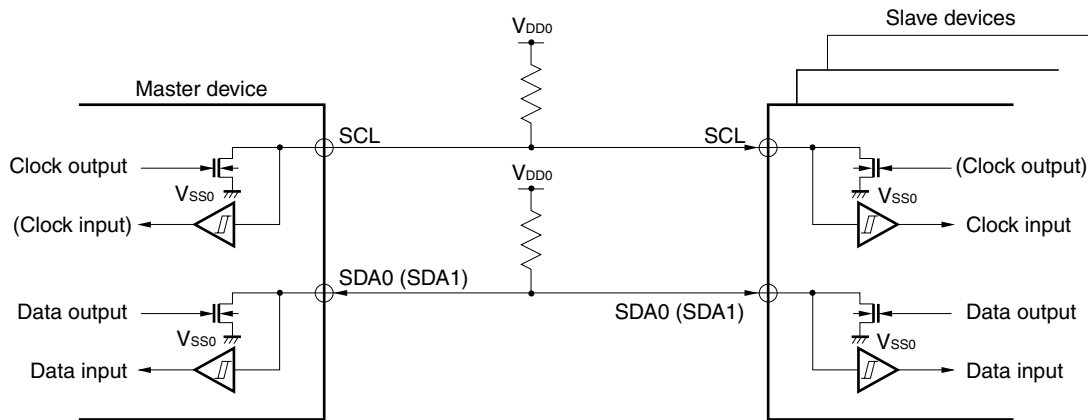 Slave devices
VDD0
Master device
SCL
SCL
Clock output
(Clock output)
VSS0
VSS0
VDD0
(Clock input)
Clock input
SDA0 (SDA1)
SDA0 (SDA1)
Data output
Data output
VSS0
VSS0
Data input
Data input